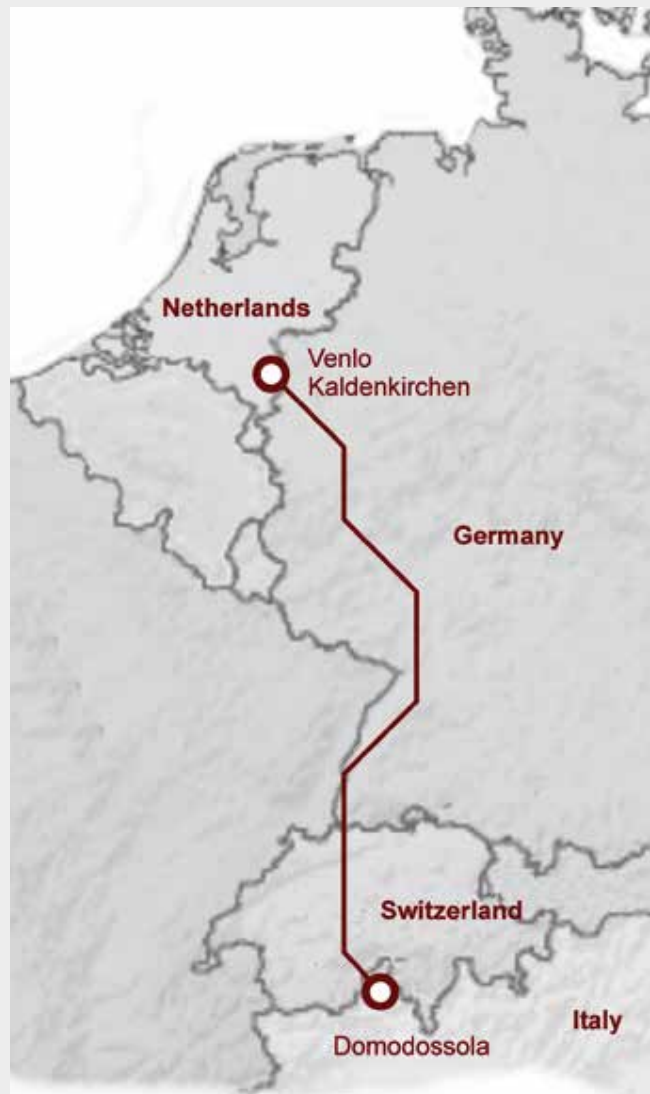 Netherlands
Venlo
Kaldenkirchen
Germany
Switzerland
Italy
Domodossola